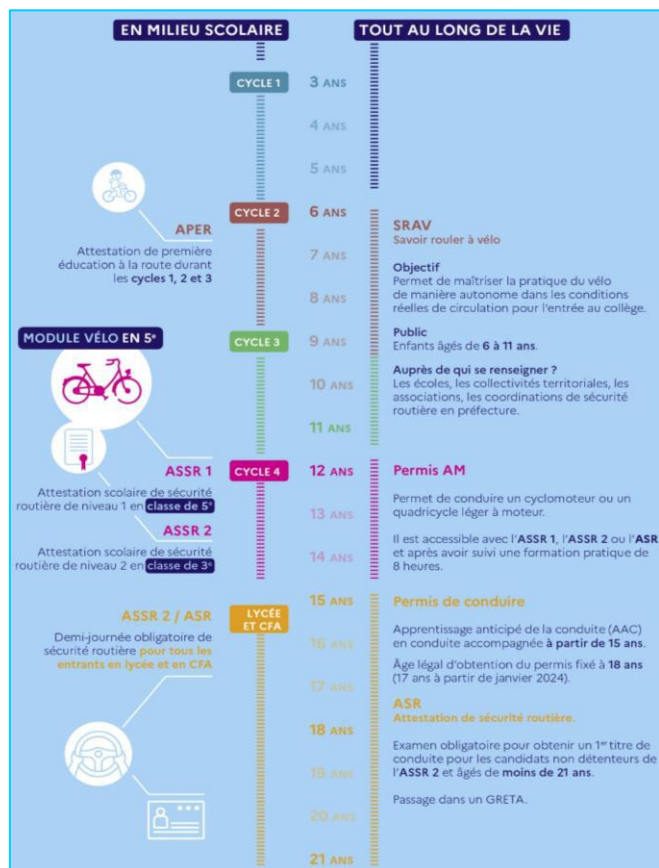 EN MILIEU SCOLAIRE
TOUT AU LONG DE LA VIE
CYCLE 1
3 ANS
4 ANS
5 ANS
APER
Attestation de première
éducation à la route durant
les cycles 1, 2 et 3
CYCLE 2
6 ANS
7 ANS
8 ANS
SRAV
Savoir rouler à vélo
Objectif
Permet de maîtriser la pratique du vélo
de manière autonome dans les conditions
réelles de circulation pour l'entrée au collège.
Public
Enfants âgés de 6 à 11 ans.
Auprès de qui se renseigner ?
Les écoles, les collectivités territoriales, les
associations, les coordinations de sécurité
routière en préfecture.
MODULE VÉLO EN 5e
CYCLE 3
9 ANS
10 ANS
11 ANS
ASSR 1
Attestation scolaire de sécurité
routière de niveau 1 en classe de 5e
ASSR 2
Attestation scolaire de sécurité
routière de niveau 2 en classe de 3e
CYCLE 4
12 ANS
13 ANS
14 ANS
Permis AM
Permet de conduire un cyclomoteur ou un
quadricycle léger à moteur.
Il est accessible avec l'ASSR 1, l'ASSR 2 ou l'ASR
et après avoir suivi une formation pratique de
8 heures.
ASSR 2 / ASR
Demi-journée obligatoire de
sécurité routière pour tous les
entrants en lycée et en CFA
LYCÉE
ET CFA
15 ANS
16 ANS
17 ANS
18 ANS
19 ANS
20 ANS
21 ANS
Permis de conduire
Apprentissage anticipé de la conduite (AAC)
en conduite accompagnée à partir de 15 ans.
Âge légal d'obtention du permis fixé à 18 ans
(17 ans à partir de janvier 2024).
ASR
Attestation de sécurité routière.
Examen obligatoire pour obtenir un 1er titre de
conduite pour les candidats non détenteurs de
l'ASSR 2 et âgés de moins de 21 ans.
Passage dans un GRETA.